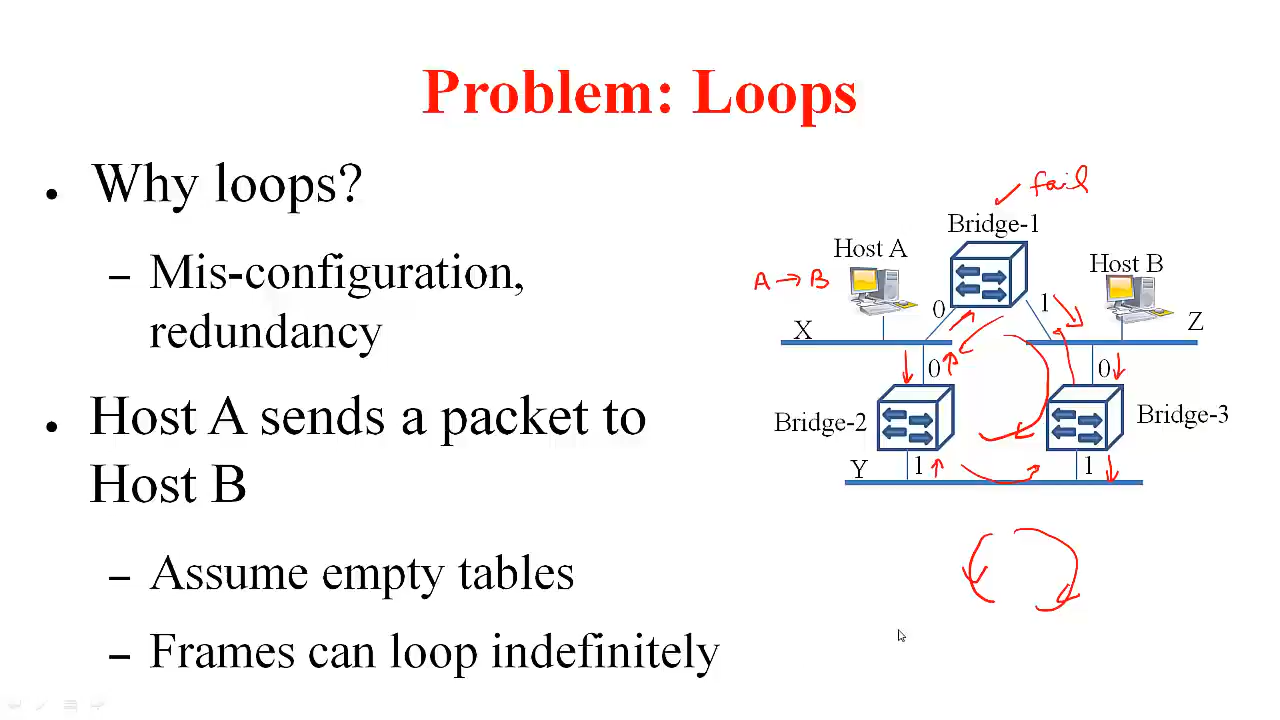 Problem: Loops
• Why loops?
– Mis-configuration,
redundancy
• Host A sends a packet to
Host B
– Assume empty tables
– Frames can loop indefinitely
fail
Bridge-1
Host A
Host B
A → B
0
1
X
Z
0
0
Bridge-2
Bridge-3
Y
1
1